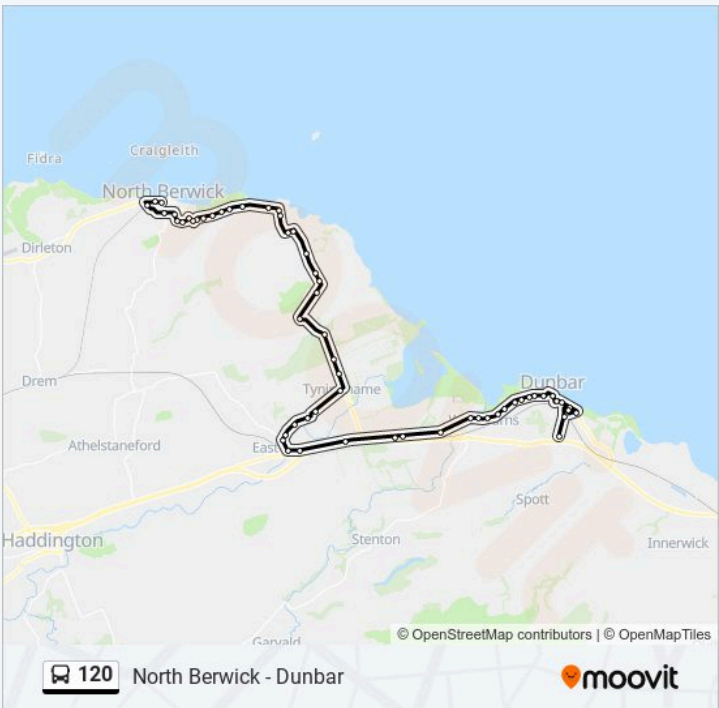 Craigleith
Fidra
North Berwick
Dirleton
Dunbar
Drem
Athelstaneford
East
Spott
Haddington
Stenton
Innerwick
Garvald
© OpenStreetMap contributors | © OpenMapTiles
120 North Berwick - Dunbar
moovit